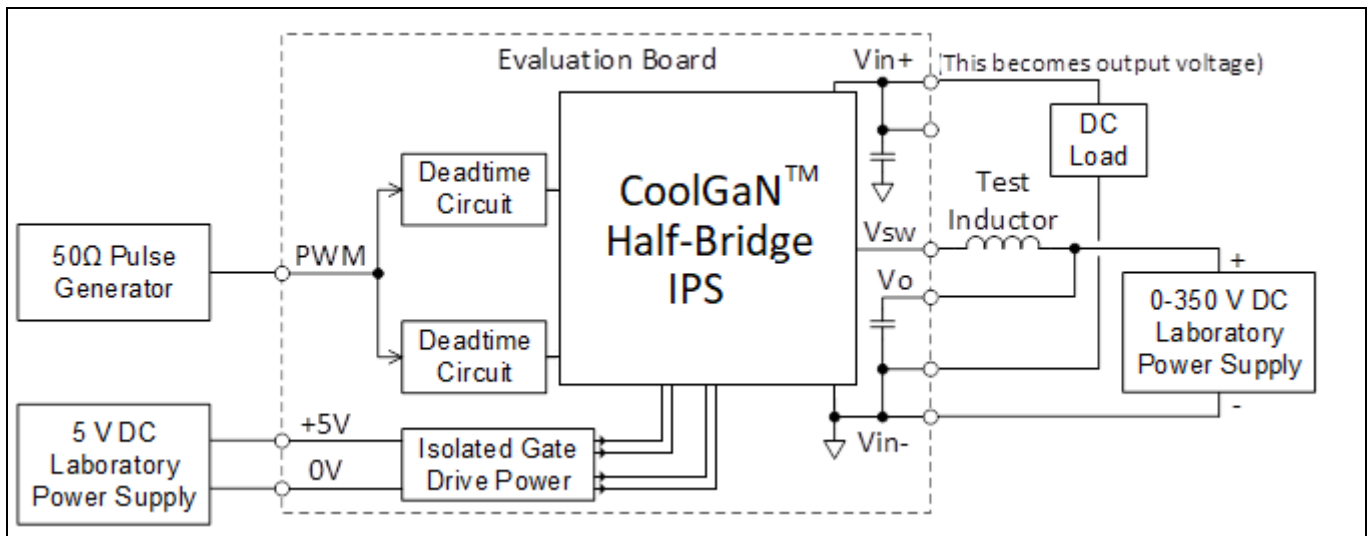 Evaluation Board
Vin+
(This becomes output voltage)
DC
Load
Deadtime
Circuit
CoolGaN™
Half-Bridge
IPS
Test
Inductor
Vsw
50Ω Pulse
Generator
PWM
Vo
+
0-350 V DC
Laboratory
Power Supply
-
Deadtime
Circuit
5 V DC
Laboratory
Power Supply
+5V
0V
Isolated Gate
Drive Power
Vin-